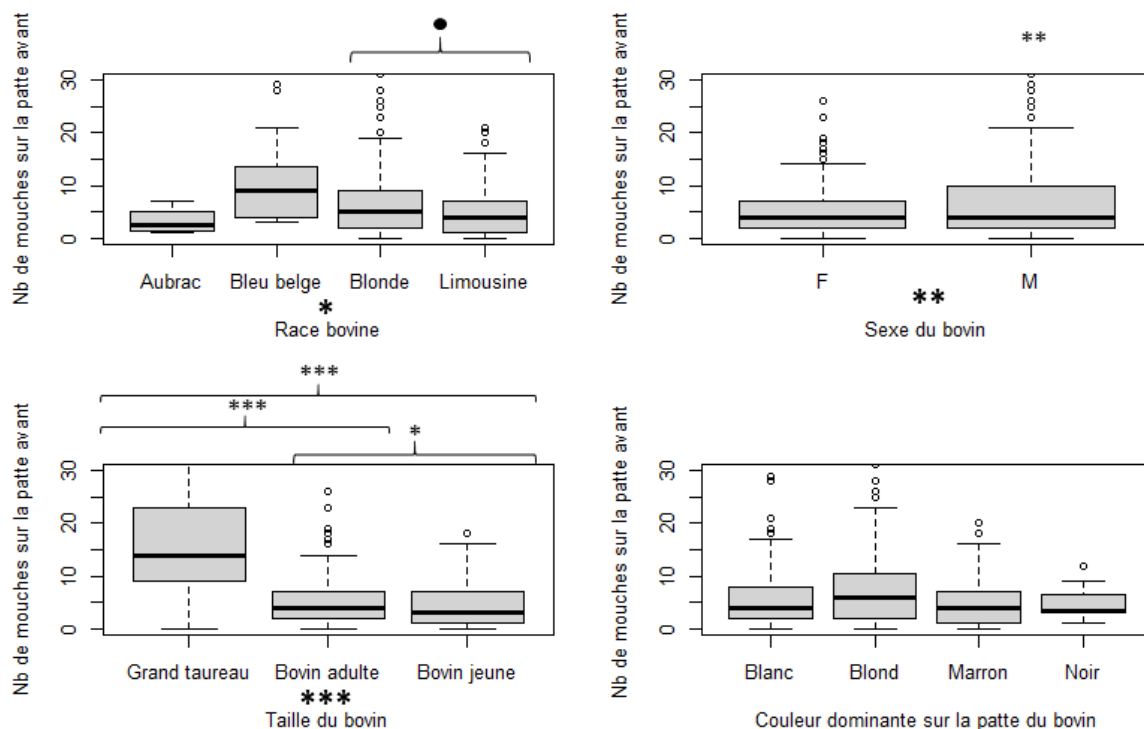 Nb de mouches sur la patte avant
30
20
10
0
●
Aubrac Bleu belge Blonde Limousine
*
Race bovine
Nb de mouches sur la patte avant
30
20
10
0
**
F M
**
Sexe du bovin
Nb de mouches sur la patte avant
30
20
10
0
***
***
*
Grand taureau Bovin adulte Bovin jeune
***
Taille du bovin
Nb de mouches sur la patte avant
30
20
10
0
Blanc Blond Marron Noir
Couleur dominante sur la patte du bovin